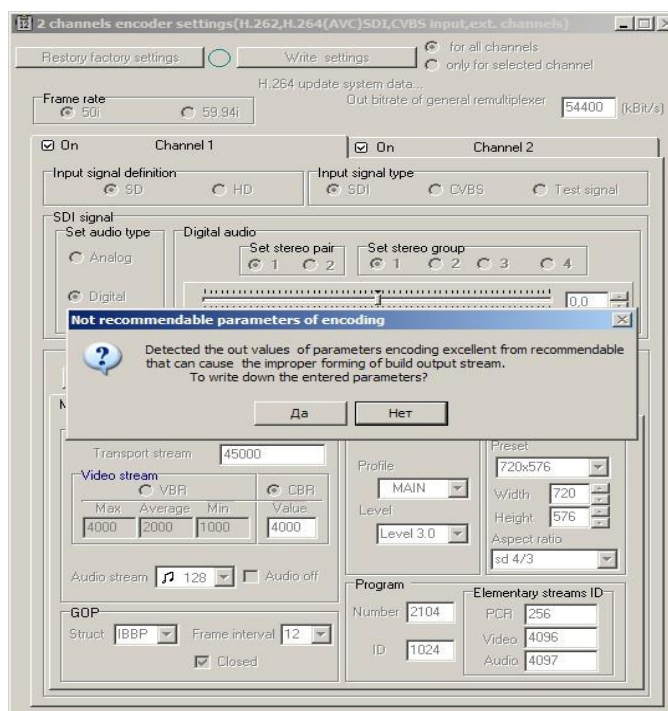 2 channels encoder settings(H.262,H.264(AVC)SDI,CVBS input,ext. channels)
Restory factory settings
Write settings
for all channels
only for selected channel
H.264 update system data...
Frame rate
50i
59.94i
Out bitrate of general remultiplexer
54400
(kBit/s)
On Channel 1
On Channel 2
Input signal definition
SD
HD
Input signal type
SDI
CVBS
Test signal
SDI signal
Set audio type
Analog
Digital
Digital audio
Set stereo pair
1 2
Set stereo group
1 2 3 4
0,0
Not recommendable parameters of encoding
Detected the out values of parameters encoding excellent from recommendable
that can cause the improper forming of build output stream.
To write down the entered parameters?
Да
Нет
Transport stream
45000
Video stream
VBR
CBR
Max Average Min
Value
4000 2000 1000
4000
Audio stream
128
Audio off
GOP
Struct
IBBP
Frame interval
12
Closed
Profile
MAIN
Level
Level 3.0
Preset
720x576
Width
720
Height
576
Aspect ratio
sd 4/3
Program
Number
2104
ID
1024
Elementary streams ID
PCR
256
Video
4096
Audio
4097